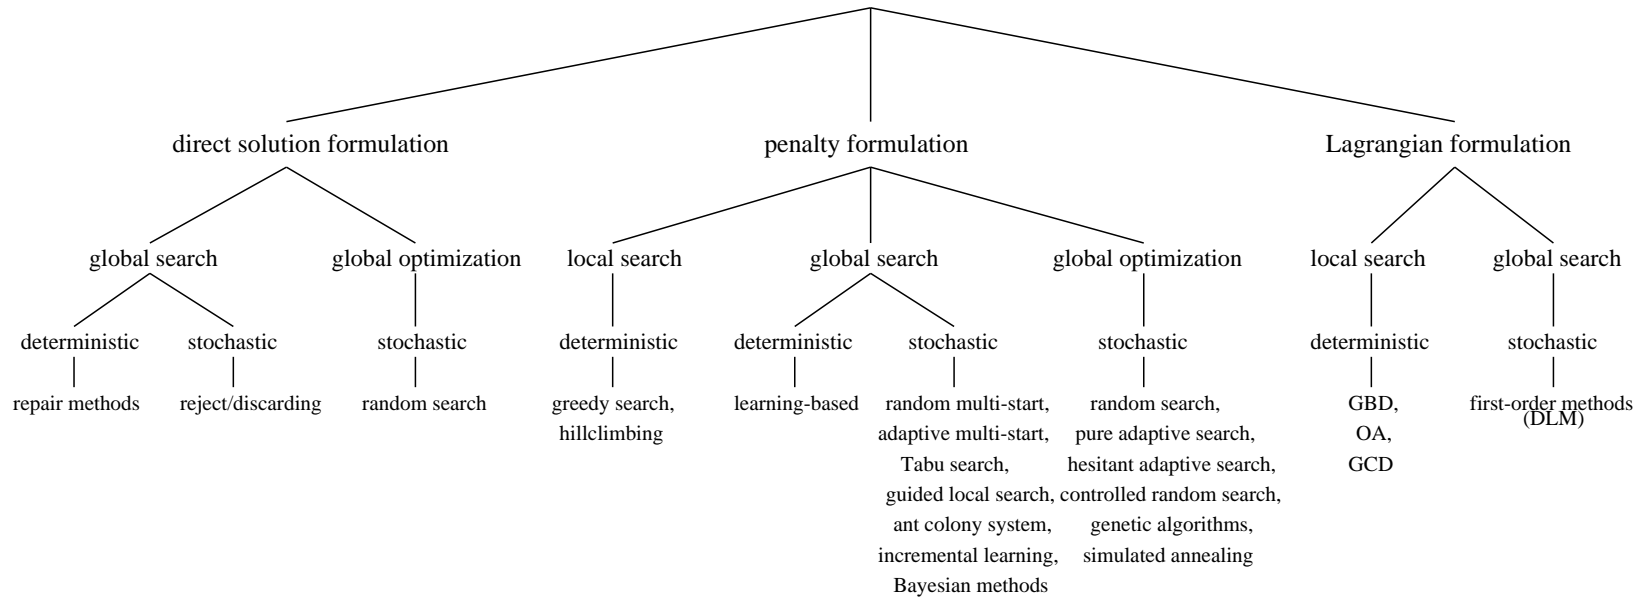 direct solution formulation
penalty formulation
Lagrangian formulation
global search
global optimization
local search
global search
global optimization
local search
global search
deterministic
stochastic
stochastic
deterministic
deterministic
stochastic
stochastic
deterministic
stochastic
repair methods
reject/discarding
random search
greedy search,
hillclimbing
learning-based
random multi-start,
adaptive multi-start,
Tabu search,
guided local search,
ant colony system,
incremental learning,
Bayesian methods
random search,
pure adaptive search,
hesitant adaptive search,
controlled random search,
genetic algorithms,
simulated annealing
GBD,
OA,
GCD
first-order methods
(DLM)